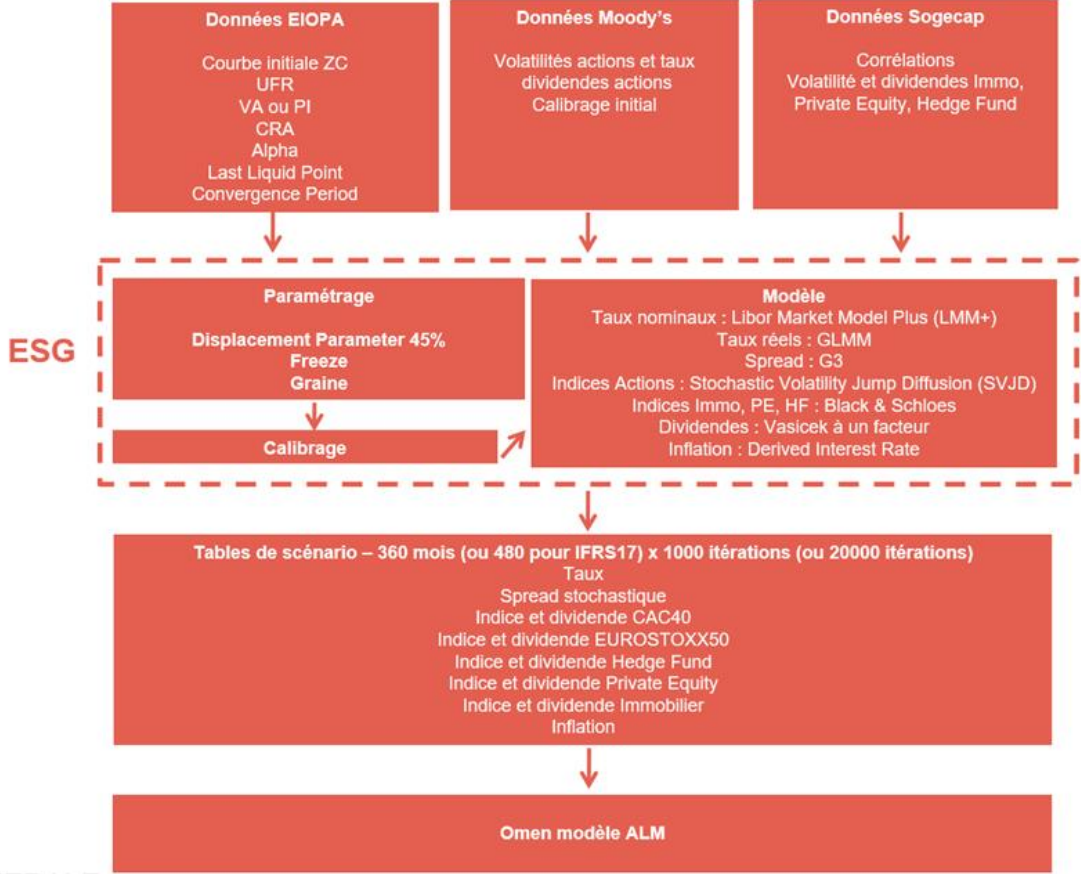 Données EIOPA
Courbe initiale ZC
UFR
VA ou PI
CRA
Alpha
Last Liquid Point
Convergence Period
Données Moody's
Volatilités actions et taux
dividendes actions
Calibrage initial
Données Sogecap
Corrélations
Volatilité et dividendes Immo,
Private Equity, Hedge Fund
ESG
Paramétrage
Displacement Parameter 45%
Freeze
Graine
Calibrage
Modèle
Taux nominaux : Libor Market Model Plus (LMM+)
Taux réels : GLMM
Spread : G3
Indices Actions : Stochastic Volatility Jump Diffusion (SVJD)
Indices Immo, PE, HF : Black & Schloes
Dividendes : Vasicek à un facteur
Inflation : Derived Interest Rate
Tables de scénario – 360 mois (ou 480 pour IFRS17) x 1000 itérations (ou 20000 itérations)
Taux
Spread stochastique
Indice et dividende CAC40
Indice et dividende EUROSTOXX50
Indice et dividende Hedge Fund
Indice et dividende Private Equity
Indice et dividende Immobilier
Inflation
Omen modèle ALM